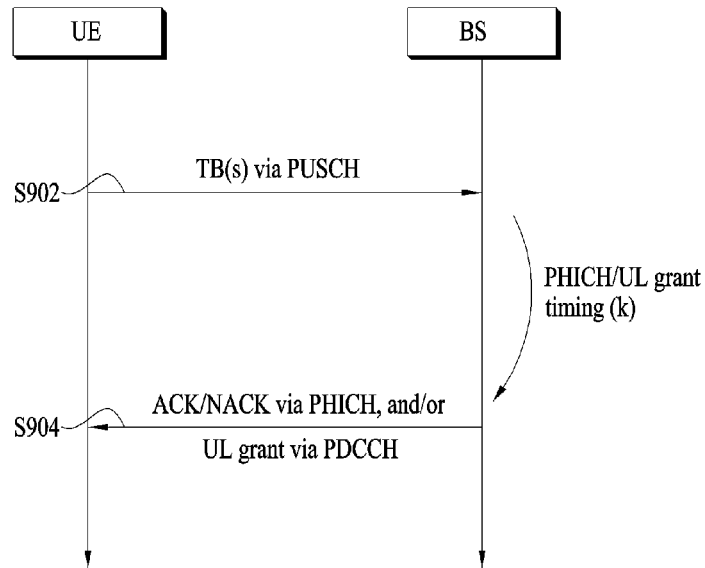 UE
BS
TB(s) via PUSCH
S902
PHICH/UL grant
timing (k)
ACK/NACK via PHICH, and/or
S904
UL grant via PDCCH